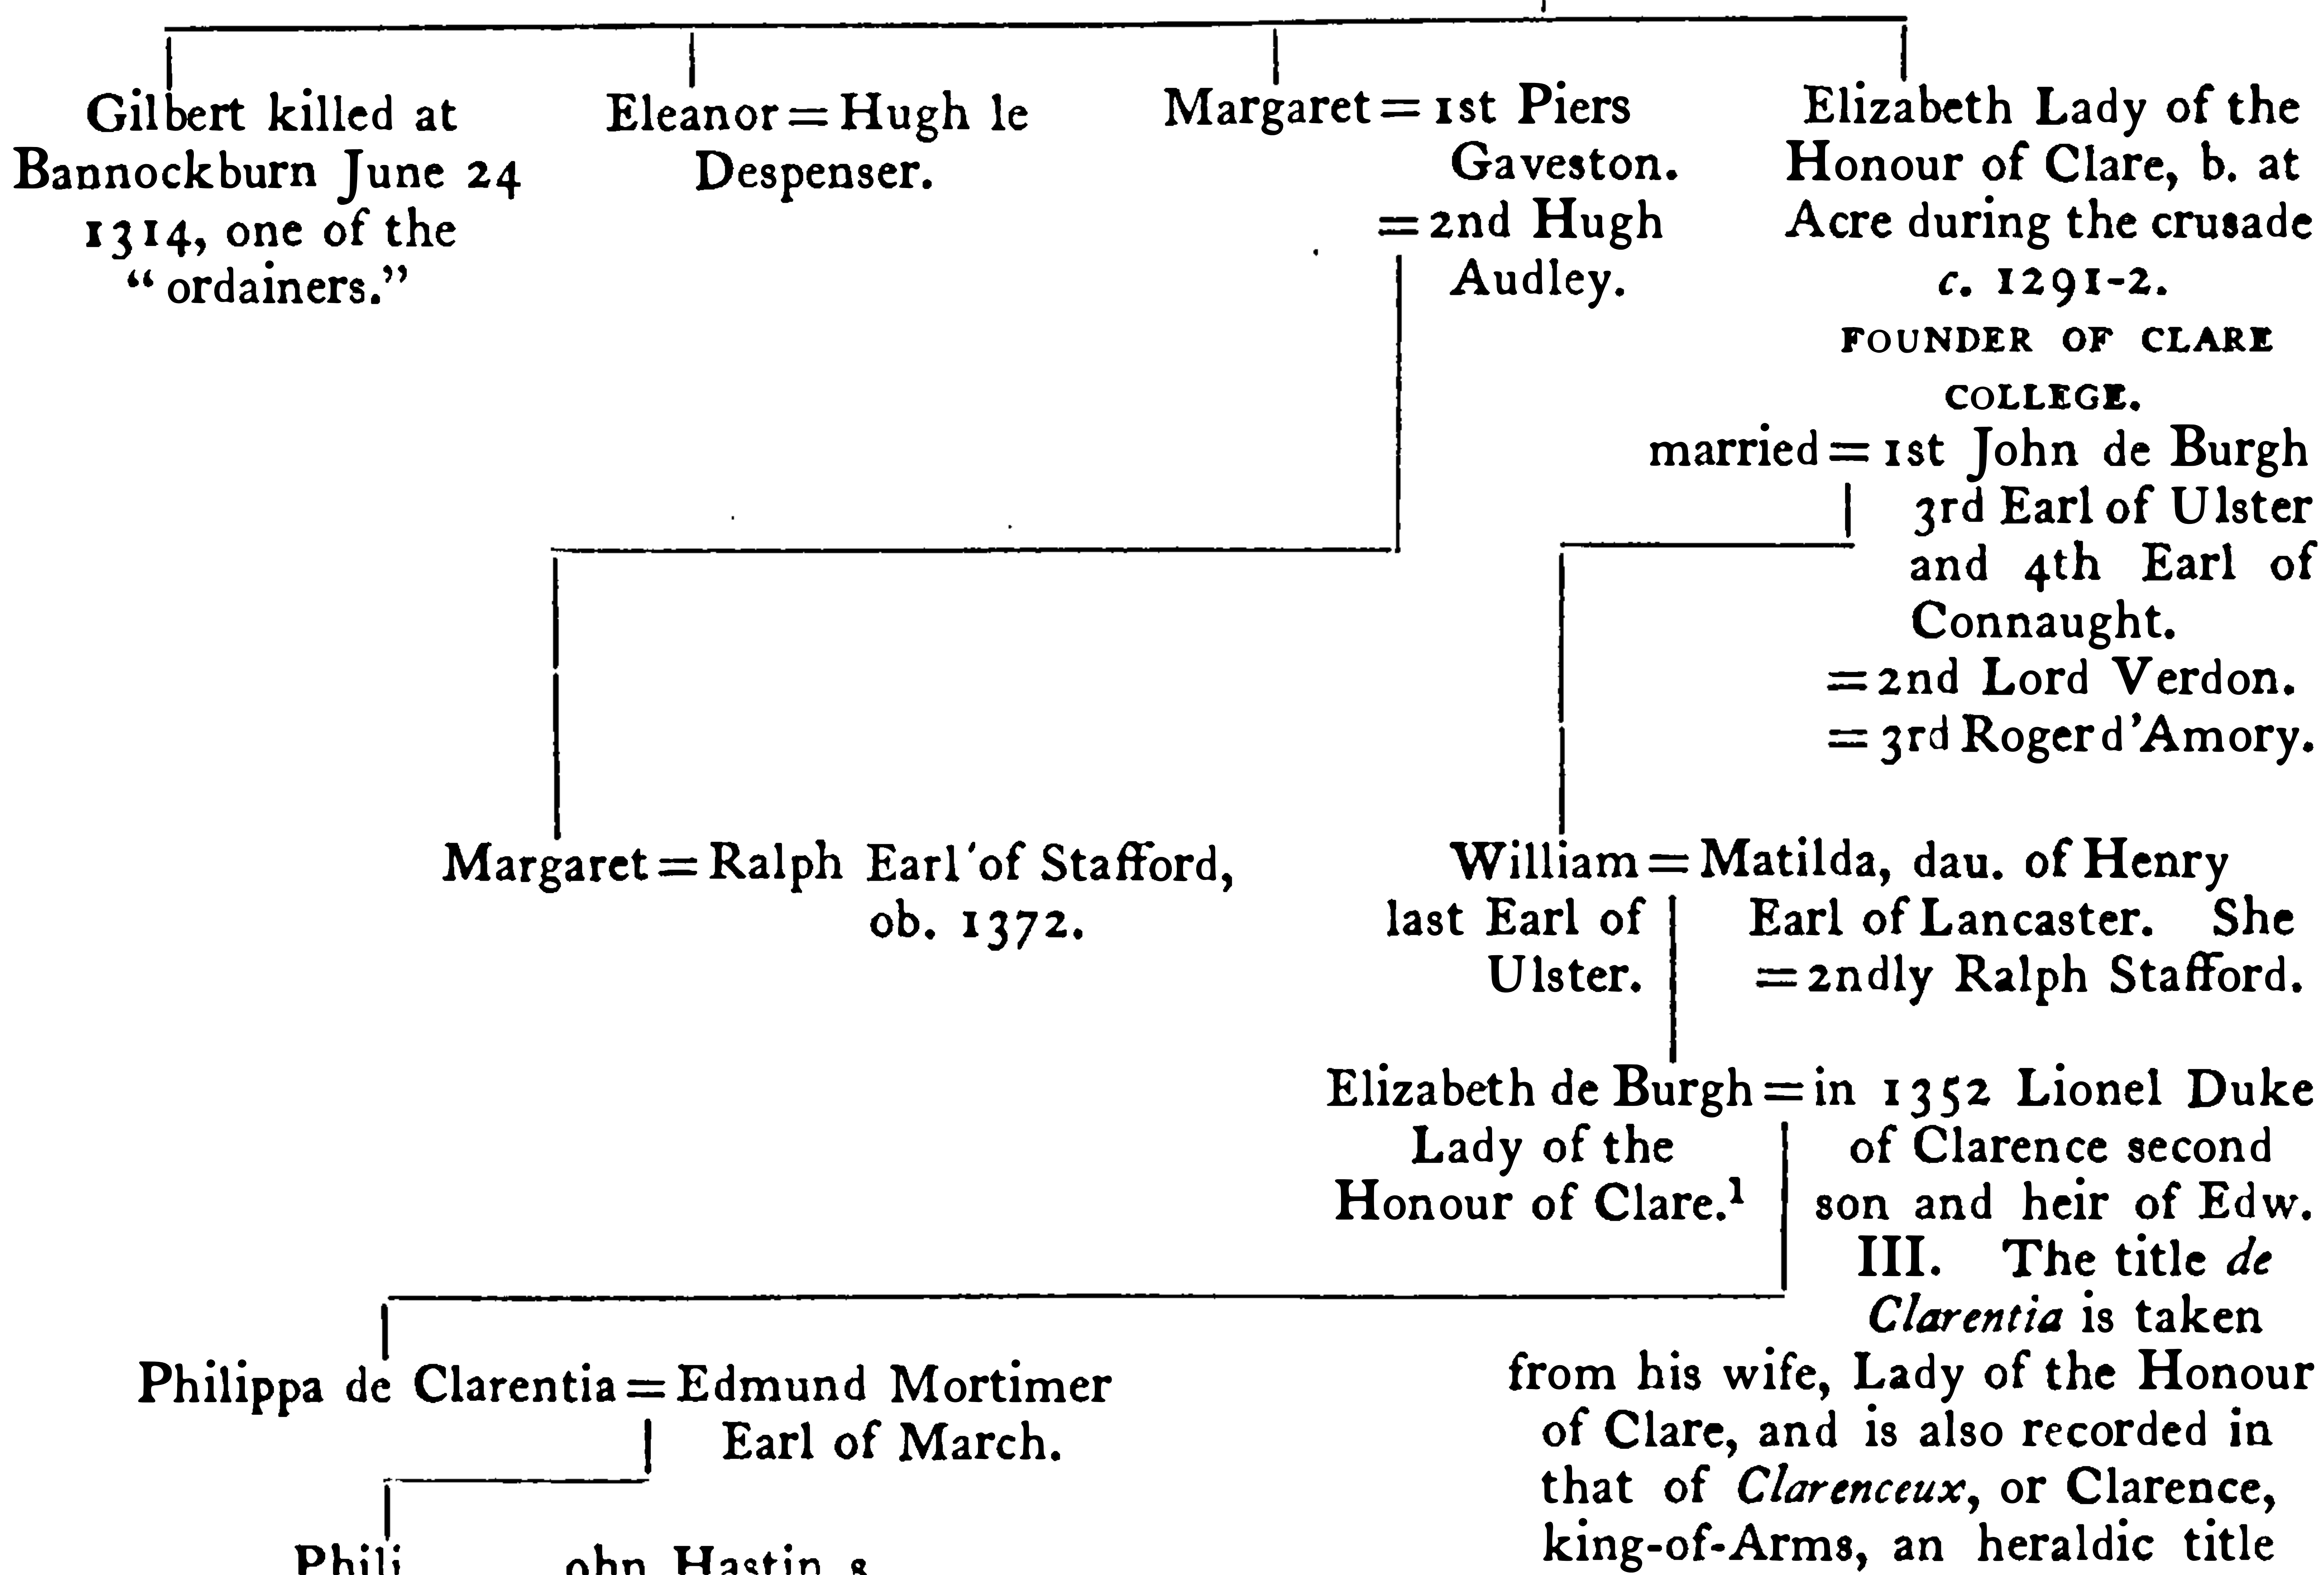 Gilbert killed at
Bannockburn June 24
1314, one of the
“ordainers.”
Eleanor = Hugh le
Despenser.
Margaret = 1st Piers
Gaveston.
= 2nd Hugh
Audley.
Elizabeth Lady of the
Honour of Clare, b. at
Acre during the crusade
c. 1291-2.
FOUNDER OF CLARE
COLLEGE.
married = 1st John de Burgh
3rd Earl of Ulster
and 4th Earl of
Connaught.
= 2nd Lord Verdon.
= 3rd Roger d’Amory.
Margaret = Ralph Earl of Stafford,
ob. 1372.
William = Matilda, dau. of Henry
last Earl of Earl of Lancaster. She
Ulster. = 2ndly Ralph Stafford.
Elizabeth de Burgh = in 1352 Lionel Duke
Lady of the of Clarence second
Honour of Clare.¹ son and heir of Edw.
III. The title de
Clarentia is taken
from his wife, Lady of the Honour
of Clare, and is also recorded in
that of Clarenceux, or Clarence,
king-of-Arms, an heraldic title
Philippa de Clarentia = Edmund Mortimer
Earl of March.